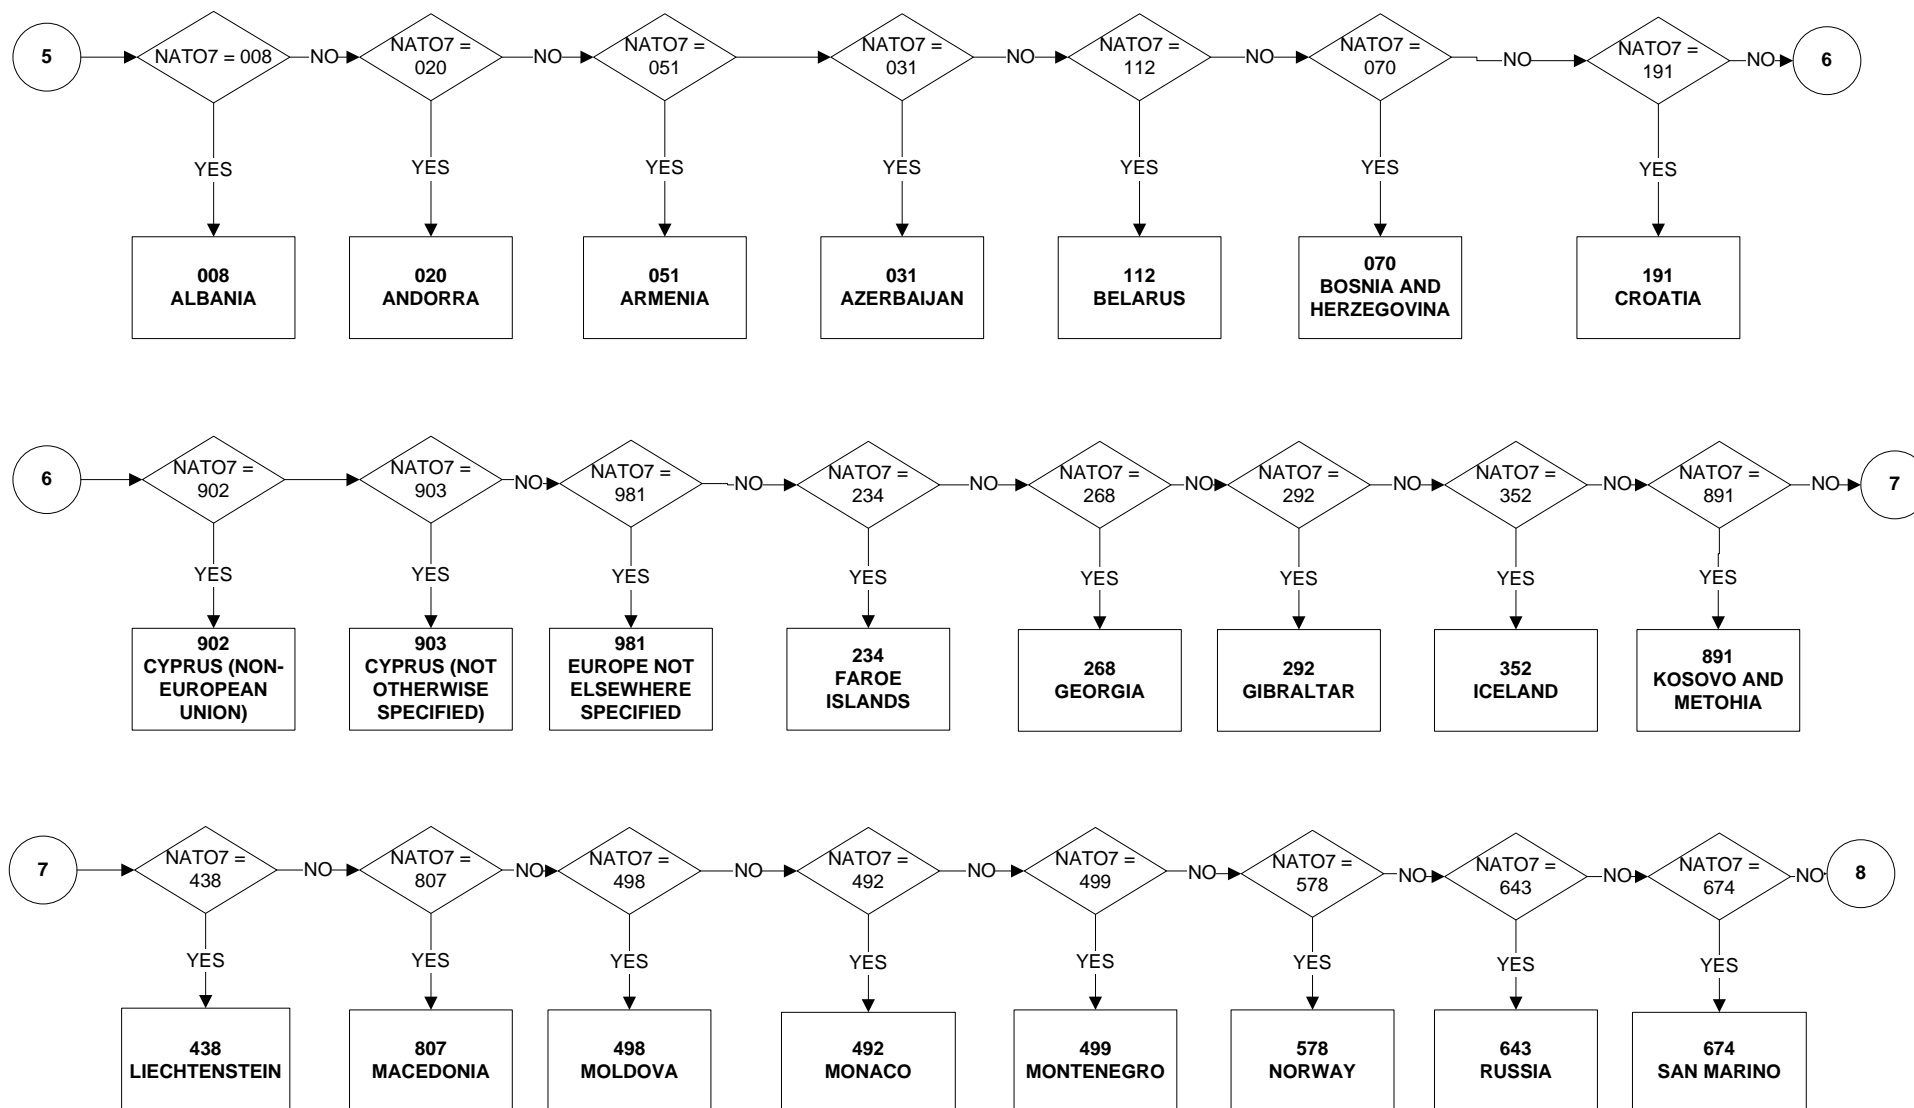 5
NATO7 = 008
NO
NATO7 =
020
NO
NATO7 =
051
NATO7 =
031
NO
NATO7 =
112
NO
NATO7 =
070
NO
NATO7 =
191
NO
6
YES
YES
YES
YES
YES
YES
YES
008
ALBANIA
020
ANDORRA
051
ARMENIA
031
AZERBAIJAN
112
BELARUS
070
BOSNIA AND
HERZEGOVINA
191
CROATIA
6
NATO7 =
902
NATO7 =
903
NO
NATO7 =
981
NO
NATO7 =
234
NO
NATO7 =
268
NO
NATO7 =
292
NO
NATO7 =
352
NO
NATO7 =
891
NO
7
YES
YES
YES
YES
YES
YES
YES
YES
902
CYPRUS (NON-
EUROPEAN
UNION)
903
CYPRUS (NOT
OTHERWISE
SPECIFIED)
981
EUROPE NOT
ELSEWHERE
SPECIFIED
234
FAROE
ISLANDS
268
GEORGIA
292
GIBRALTAR
352
ICELAND
891
KOSOVO AND
METOHIA
7
NATO7 =
438
NO
NATO7 =
807
NO
NATO7 =
498
NO
NATO7 =
492
NO
NATO7 =
499
NO
NATO7 =
578
NO
NATO7 =
643
NO
NATO7 =
674
NO
8
YES
YES
YES
YES
YES
YES
YES
YES
438
LIECHTENSTEIN
807
MACEDONIA
498
MOLDOVA
492
MONACO
499
MONTENEGRO
578
NORWAY
643
RUSSIA
674
SAN MARINO